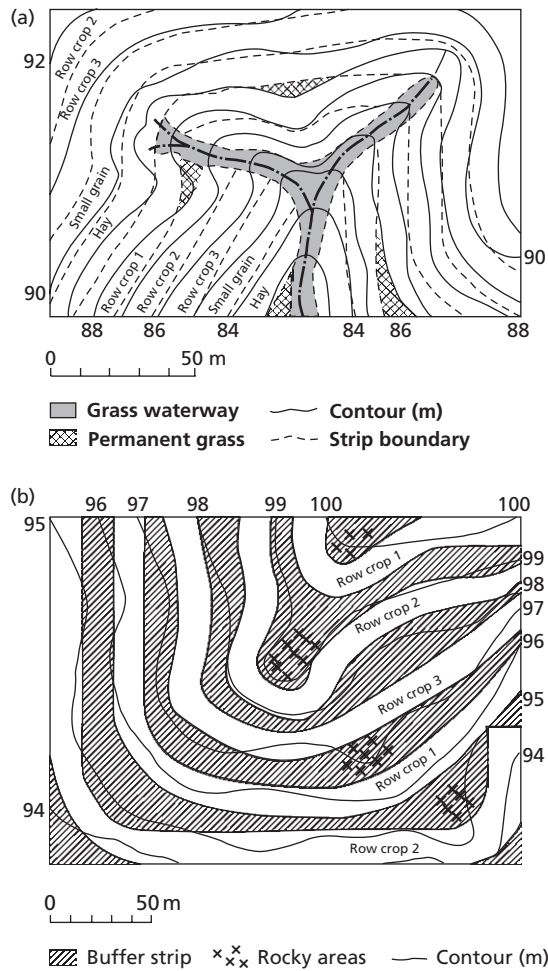 (a)
92
90
Row crop 2
Row crop 3
Small grain
Hay
Row crop 1
Row crop 2
Row crop 3
Small grain
Hay
90
88 86 84 84 86 88
0 50 m
Grass waterway Contour (m)
Permanent grass Strip boundary
(b)
96 97 98 99 100 100
95
Row crop 1
99
98
Row crop 2
97
96
Row crop 3
95
Row crop 1
94
94
Row crop 2
0 50 m
Buffer strip Rocky areas Contour (m)